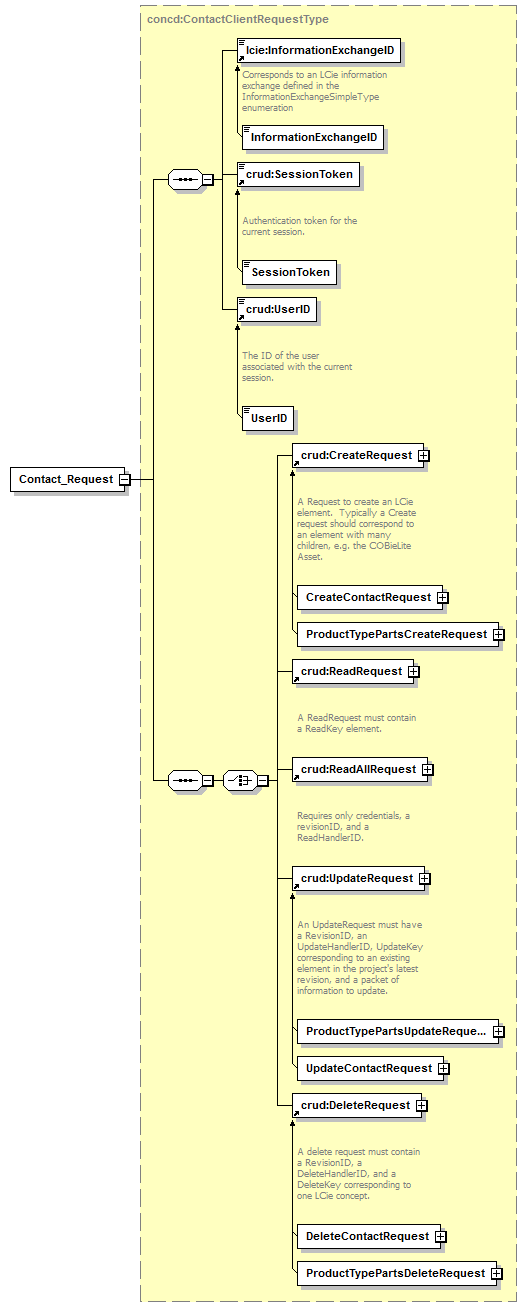 concd:ContactClientRequestType
lcie:InformationExchangeID
Corresponds to an LCie information
exchange defined in the
InformationExchangeSimpleType
enumeration
InformationExchangeID
crud:SessionToken
Authentication token for the
current session.
SessionToken
crud:UserID
The ID of the user
associated with the current
session.
UserID
Contact_Request
crud:CreateRequest
A Request to create an LCie
element.  Typically a Create
request should correspond to
an element with many
children, e.g. the COBieLite
Asset.
CreateContactRequest
ProductTypePartsCreateRequest
crud:ReadRequest
A ReadRequest must contain
a ReadKey element.
crud:ReadAllRequest
Requires only credentials, a
revisionID, and a
ReadHandlerID.
crud:UpdateRequest
An UpdateRequest must have
a RevisionID, an
UpdateHandlerID, UpdateKey
corresponding to an existing
element in the project's latest
revision, and a packet of
information to update.
ProductTypePartsUpdateReque...
UpdateContactRequest
crud:DeleteRequest
A delete request must contain
a RevisionID, a
DeleteHandlerID, and a
DeleteKey corresponding to
one LCie concept.
DeleteContactRequest
ProductTypePartsDeleteRequest